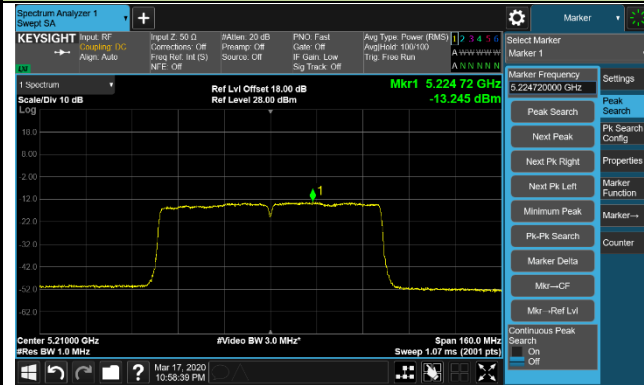 Spectrum Analyzer 1
Swept SA
+
Marker
KEYSIGHT
Input: RF
Coupling: DC
Align: Auto
Input Z: 50 Ω
Corrections: Off
Freq Ref: Int (S)
NFE: Off
#Atten: 20 dB
Preamp: Off
Source: Off
PNO: Fast
Gate: Off
IF Gain: Low
Sig Track: Off
Avg Type: Power (RMS)
Avg|Hold: 100/100
Trig: Free Run
1 2 3 4 5 6
A W W W W W
A N N N N N
Select Marker
Marker 1
1 Spectrum
Scale/Div 10 dB
Log
Ref Lvl Offset 18.00 dB
Ref Level 28.00 dBm
Mkr1 5.224 72 GHz
-13.245 dBm
18.0
8.00
-2.00
-12.0
-22.0
-32.0
-42.0
-52.0
-62.0
1
Center 5.21000 GHz
#Res BW 1.0 MHz
#Video BW 3.0 MHz*
Span 160.0 MHz
Sweep 1.07 ms (2001 pts)
Marker Frequency
5.224720000 GHz
Peak Search
Next Peak
Next Pk Right
Next Pk Left
Minimum Peak
Pk-Pk Search
Marker Delta
Mkr→CF
Mkr→Ref Lvl
Continuous Peak
Search
On
Off
Settings
Peak
Search
Pk Search
Config
Properties
Marker
Function
Marker→
Counter
?
Mar 17, 2020
10:58:39 PM